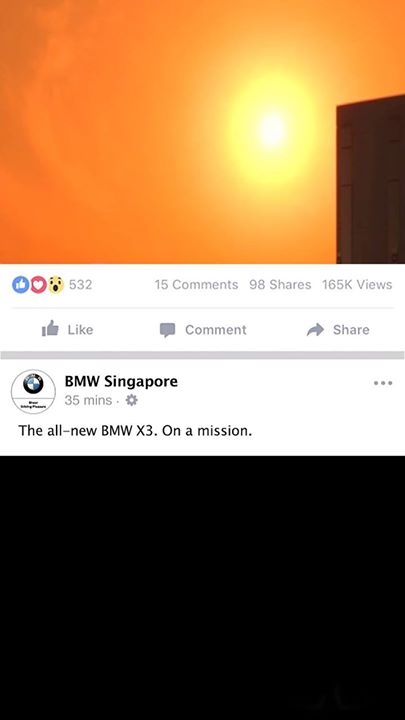 532 15 Comments 98 Shares 165K Views
Like Comment Share
BMW Singapore
35 mins ·
The all-new BMW X3. On a mission.